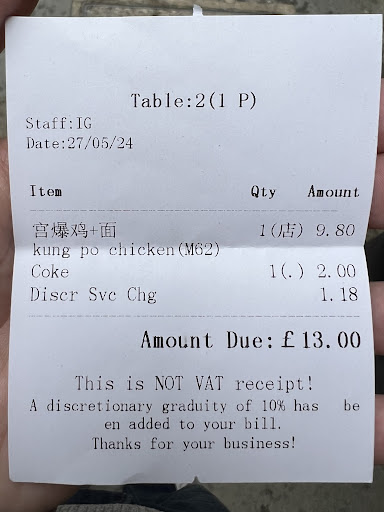 Table:2(1 P)
Staff:IG
Date:27/05/24
Item Qty Amount
宫爆鸡+面 1(店) 9.80
kung po chicken(M62)
Coke 1(.) 2.00
Discr Svc Chg 1.18
Amount Due:£13.00
This is NOT VAT receipt!
A discretionary graduity of 10% has be
en added to your bill.
Thanks for your business!